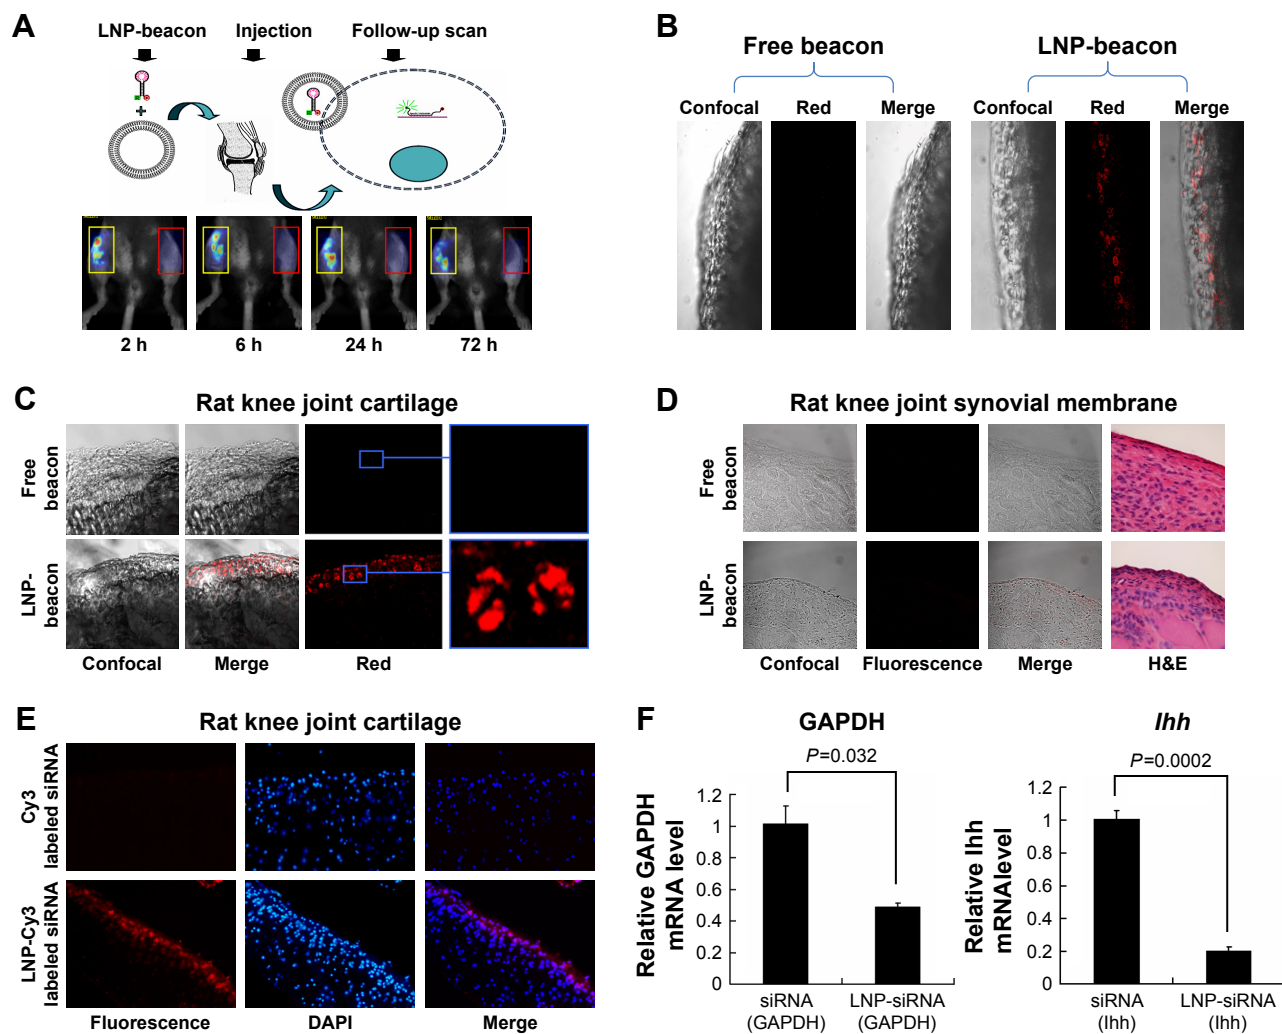 A
LNP-beacon Injection Follow-up scan
+
2 h 6 h 24 h 72 h
B
Free beacon LNP-beacon
Confocal Red Merge Confocal Red Merge
C
Rat knee joint cartilage
Free
beacon
LNP-
beacon
Confocal Merge Red
D
Rat knee joint synovial membrane
Free
beacon
LNP-
beacon
Confocal Fluorescence Merge H&E
E
Rat knee joint cartilage
Cy3
labeled siRNA
LNP-Cy3
labeled siRNA
Fluorescence DAPI Merge
F
GAPDH
P=0.032
Relative GAPDH
mRNA level
1.2
1
0.8
0.6
0.4
0.2
0
siRNA
(GAPDH)
LNP-siRNA
(GAPDH)
Ihh
P=0.0002
Relative Ihh
mRNAlevel
1.2
1
0.8
0.6
0.4
0.2
0
siRNA
(Ihh)
LNP-siRNA
(Ihh)